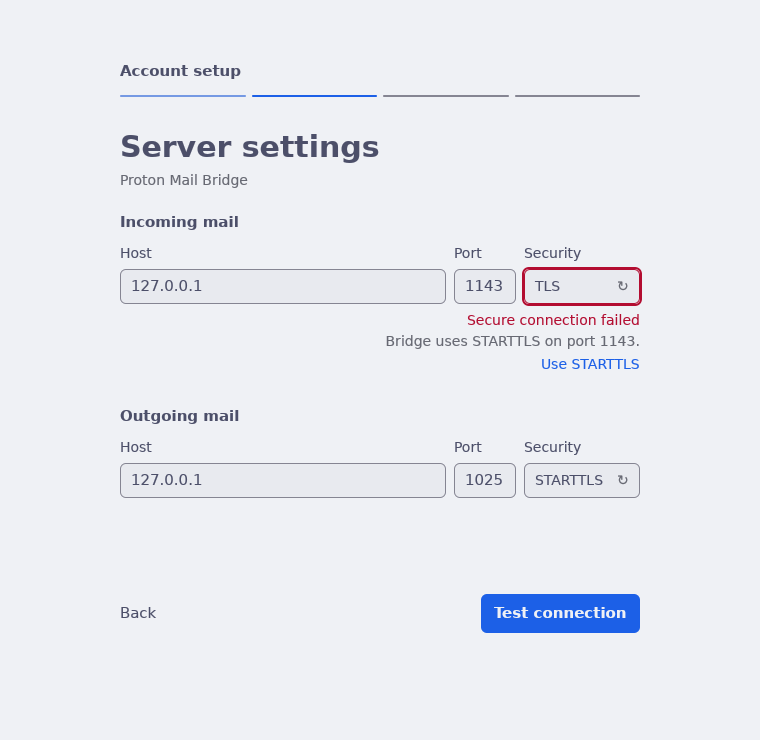 Account setup
Server settings
Proton Mail Bridge
Incoming mail
Host Port Security
127.0.0.1 1143 TLS ↻
Secure connection failed
Bridge uses STARTTLS on port 1143.
Use STARTTLS
Outgoing mail
Host Port Security
127.0.0.1 1025 STARTTLS ↻
Back Test connection